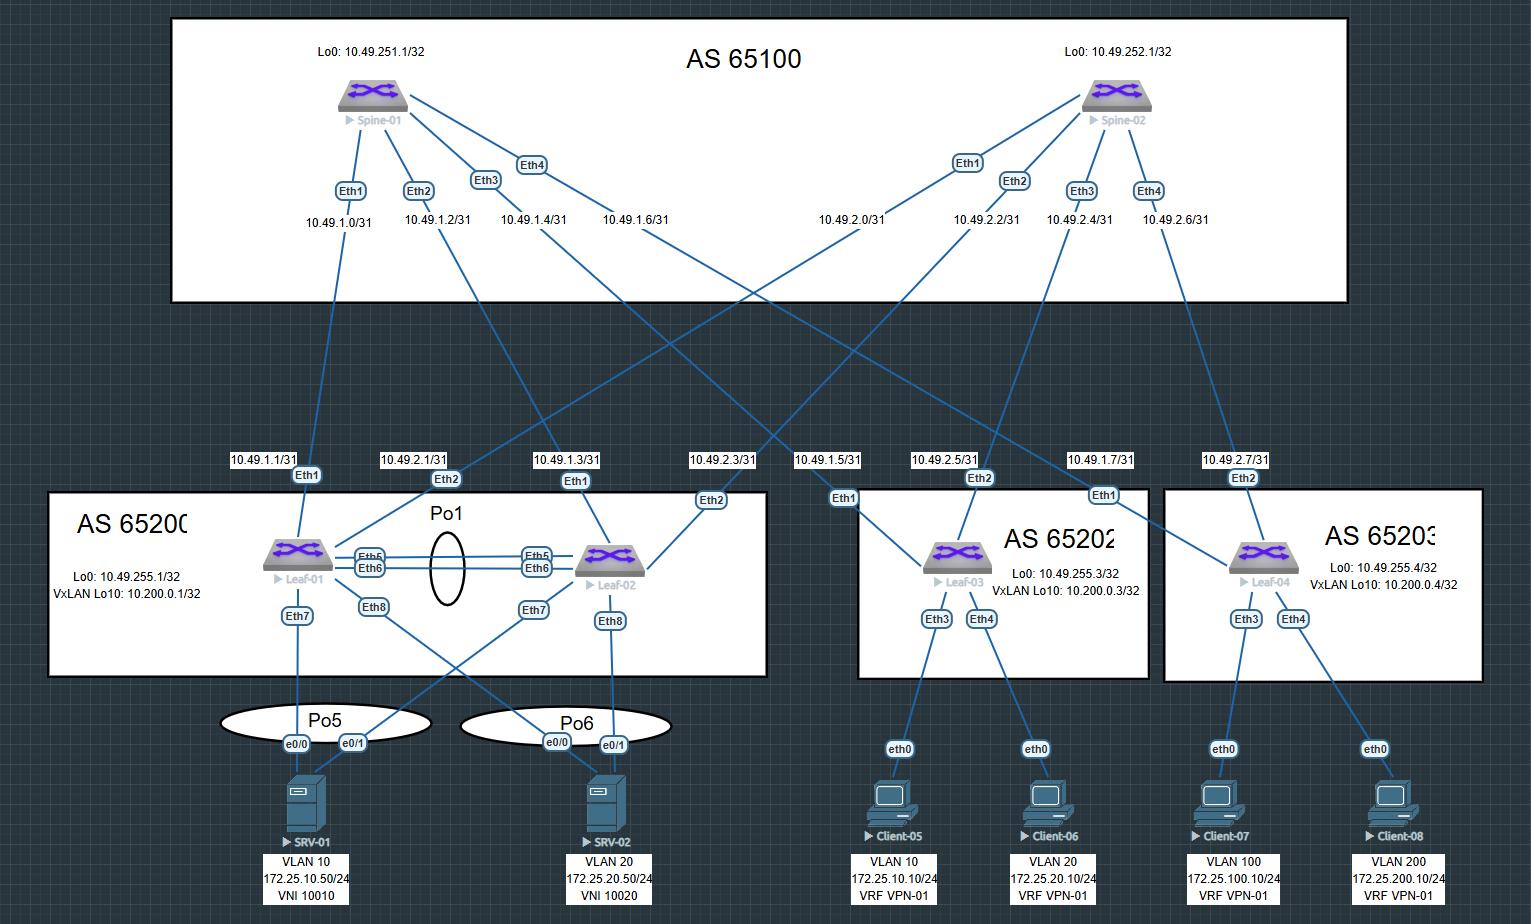 Lo0: 10.49.251.1/32
AS 65100
Lo0: 10.49.252.1/32
Spine-01
Spine-02
Eth1
Eth2
Eth3
Eth4
Eth1
Eth2
Eth3
Eth4
10.49.1.0/31
10.49.1.2/31
10.49.1.4/31
10.49.1.6/31
10.49.2.0/31
10.49.2.2/31
10.49.2.4/31
10.49.2.6/31
10.49.1.1/31
10.49.2.1/31
10.49.1.3/31
10.49.2.3/31
10.49.1.5/31
10.49.2.5/31
10.49.1.7/31
10.49.2.7/31
Eth1
Eth2
Eth1
Eth2
Eth1
Eth2
Eth1
Eth2
AS 65200
Po1
Eth5
Eth6
Eth5
Eth6
Leaf-01
Leaf-02
Lo0: 10.49.255.1/32
VxLAN Lo10: 10.200.0.1/32
Eth7
Eth8
Eth7
Eth8
AS 65202
Leaf-03
Lo0: 10.49.255.3/32
VxLAN Lo10: 10.200.0.3/32
Eth3
Eth4
AS 65203
Leaf-04
Lo0: 10.49.255.4/32
VxLAN Lo10: 10.200.0.4/32
Eth3
Eth4
Po5
Po6
e0/0
e0/1
e0/0
e0/1
eth0
eth0
eth0
eth0
SRV-01
VLAN 10
172.25.10.50/24
VNI 10010
SRV-02
VLAN 20
172.25.20.50/24
VNI 10020
Client-05
VLAN 10
172.25.10.10/24
VRF VPN-01
Client-06
VLAN 20
172.25.20.10/24
VRF VPN-01
Client-07
VLAN 100
172.25.100.10/24
VRF VPN-01
Client-08
VLAN 200
172.25.200.10/24
VRF VPN-01